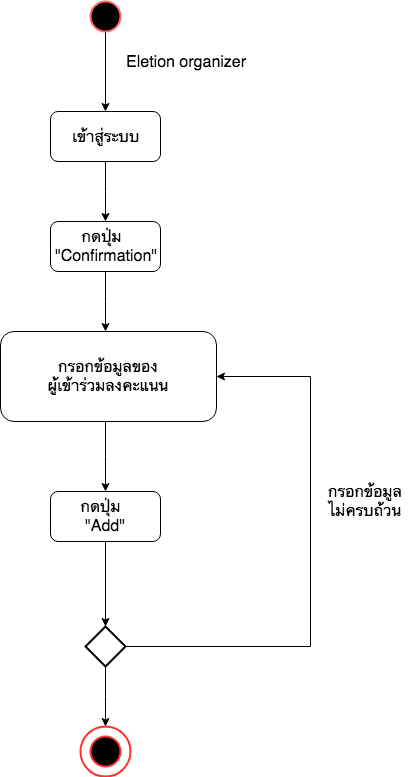 Eletion organizer
เข้าสู่ระบบ
กดปุ่ม
"Confirmation"
กรอกข้อมูลของ
ผู้เข้าร่วมลงคะแนน
กรอกข้อมูล
ไม่ครบถ้วน
กดปุ่ม
"Add"